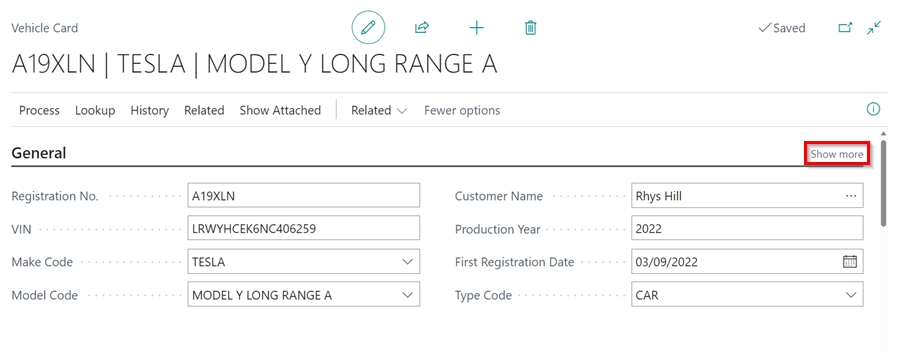 Vehicle Card
Saved
A19XLN | TESLA | MODEL Y LONG RANGE A
Process Lookup History Related Show Attached Related Fewer options
General Show more
Registration No. A19XLN Customer Name Rhys Hill ...
VIN LRWYHCEK6NC406259 Production Year 2022
Make Code TESLA First Registration Date 03/09/2022
Model Code MODEL Y LONG RANGE A Type Code CAR